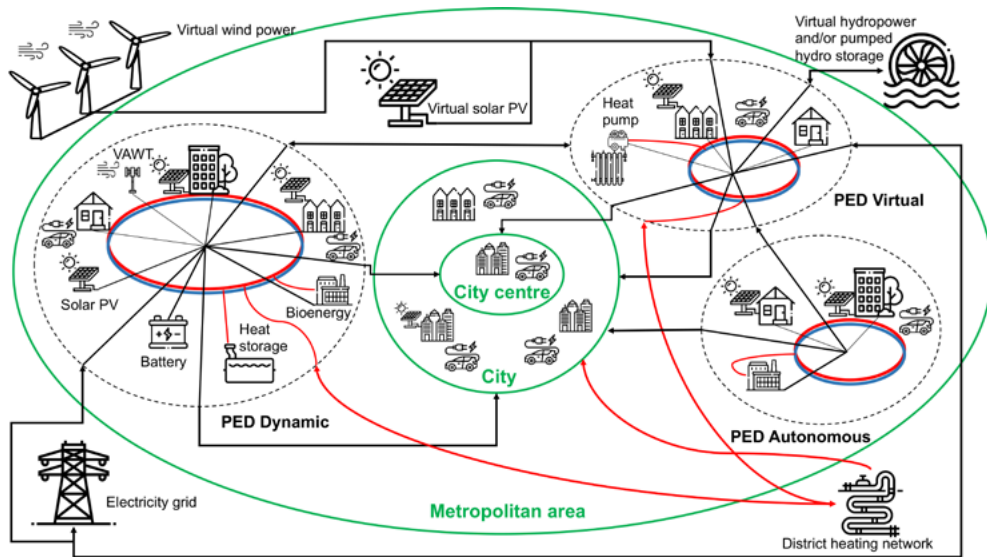 Virtual wind power
Virtual hydropower
and/or pumped
hydro storage
Virtual solar PV
Heat
pump
VAWT
PED Virtual
Solar PV
Bioenergy
City centre
Battery
Heat
storage
City
PED Dynamic
PED Autonomous
Electricity grid
Metropolitan area
District heating network